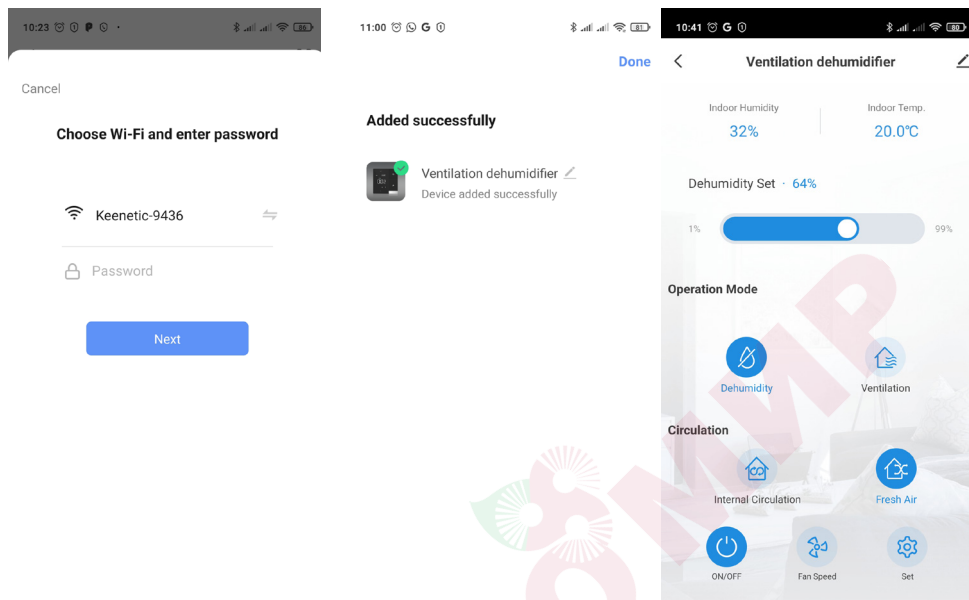 10:23
86
Cancel
Choose Wi-Fi and enter password
Keenetic-9436
Password
Next
11:00
81
Done
Added successfully
Ventilation dehumidifier
Device added successfully
10:41
80
Ventilation dehumidifier
Indoor Humidity
Indoor Temp.
32%
20.0℃
Dehumidity Set · 64%
1%
99%
Operation Mode
Dehumidity
Ventilation
Circulation
Internal Circulation
Fresh Air
ON/OFF
Fan Speed
Set
ФМИР